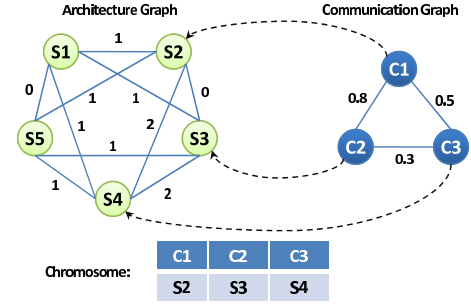 Architecture Graph
Communication Graph
1
S1
S2
C1
0
1
1
0
0.8
0.5
1
2
S5
1
S3
C2
0.3
C3
1
2
S4
Chromosome:
C1 C2 C3
S2 S3 S4